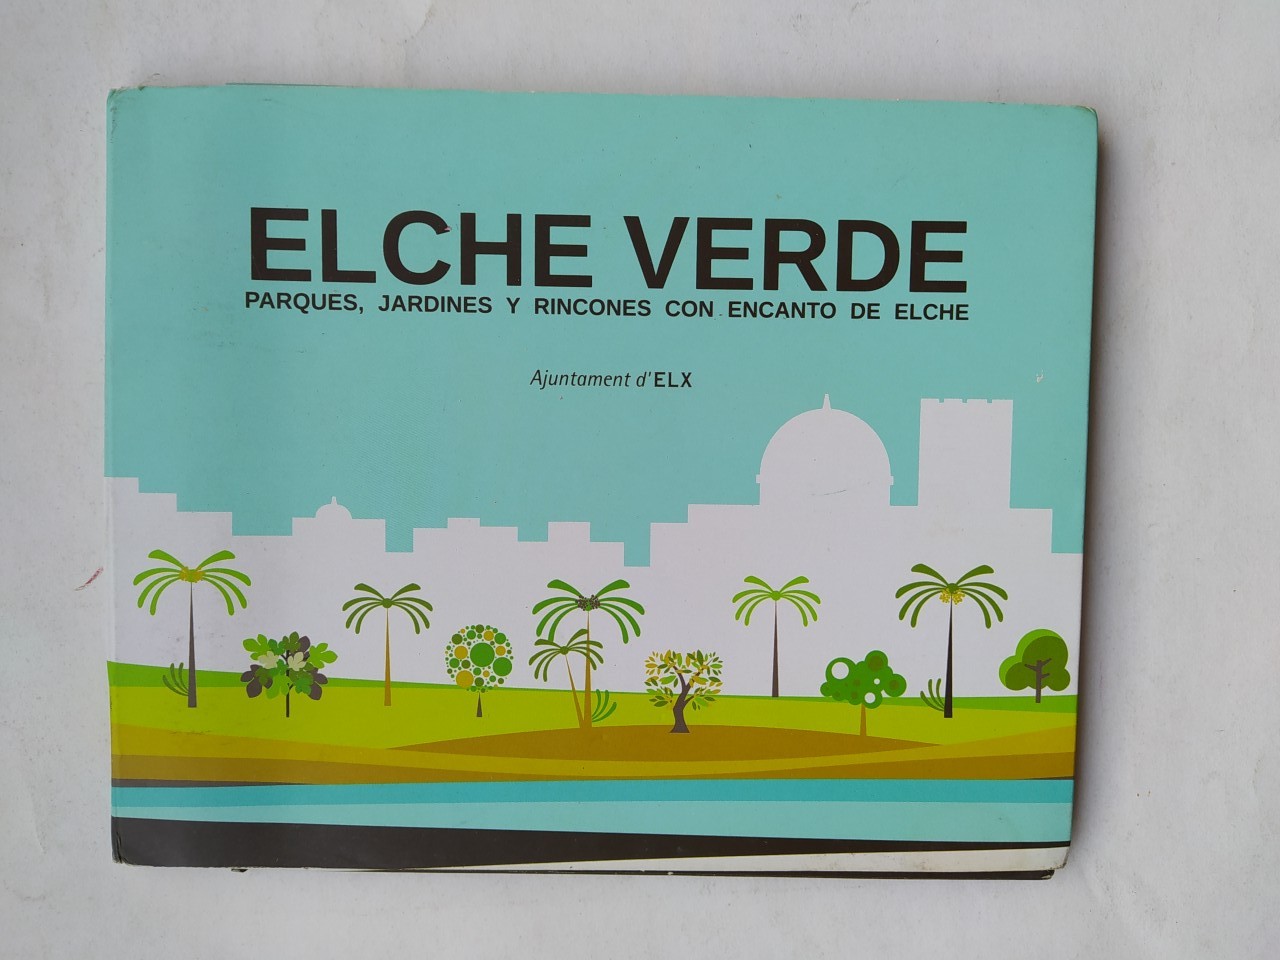 ELCHE VERDE
PARQUES, JARDINES Y RINCONES CON ENCANTO DE ELCHE
Ajuntament d'ELX